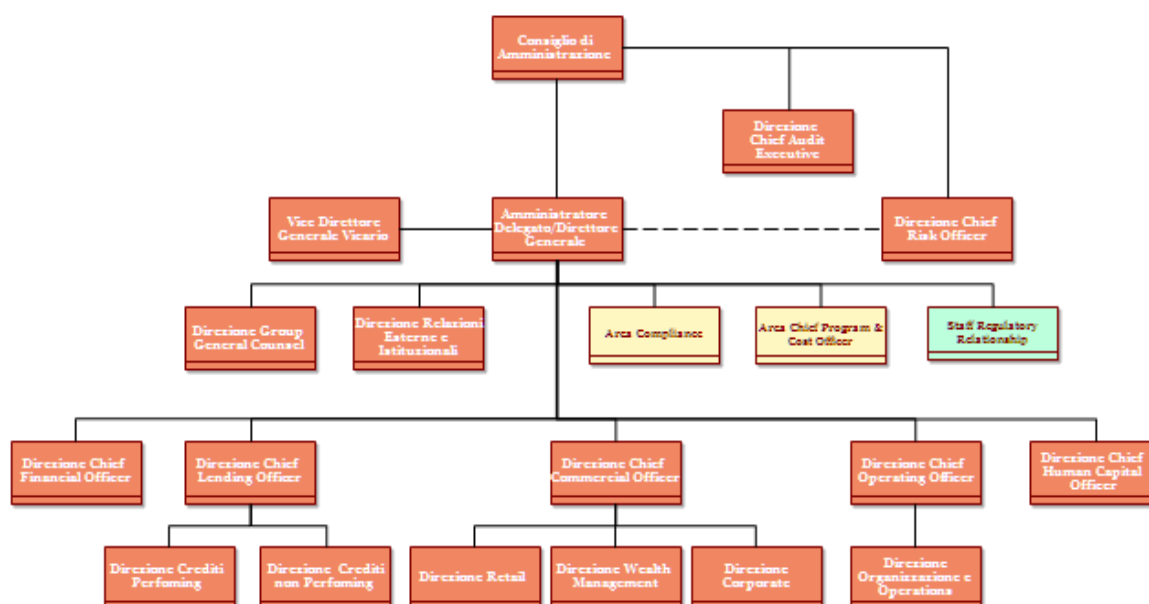 Consiglio di
Amministrazione
Direzione
Chief Audit
Executive
Vice Direttore
Generale Vicario
Amministratore
Delegato/Direttore
Generale
Direzione Chief
Risk Officer
Direzione Group
General Counsel
Direzione Relazioni
Esterne e
Istituzionali
Area Compliance
Area Chief Program &
Cost Officer
Staff Regulatory
Relationship
Direzione Chief
Financial Officer
Direzione Chief
Lending Officer
Direzione Chief
Commercial Officer
Direzione Chief
Operating Officer
Direzione Chief
Human Capital
Officer
Direzione Crediti
Perfoming
Direzione Crediti
non Perfoming
Direzione Retail
Direzione Wealth
Management
Direzione
Corporate
Direzione
Organizzazione e
Operations